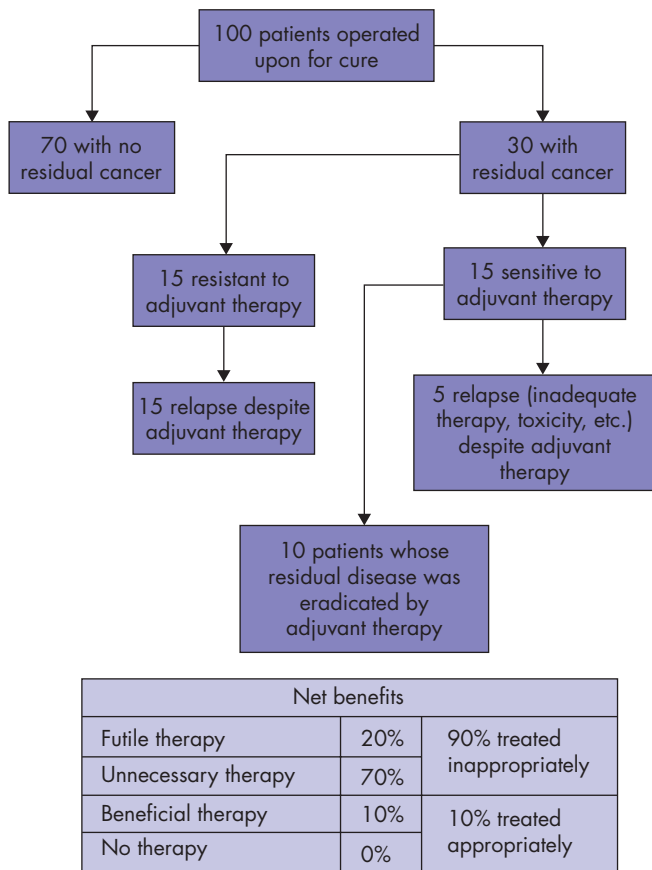 100 patients operated
upon for cure
70 with no
residual cancer
30 with
residual cancer
15 resistant to
adjuvant therapy
15 sensitive to
adjuvant therapy
15 relapse despite
adjuvant therapy
5 relapse (inadequate
therapy, toxicity, etc.)
despite adjuvant
therapy
10 patients whose
residual disease was
eradicated by
adjuvant therapy
Net benefits
Futile therapy 20%
Unnecessary therapy 70%
90% treated
inappropriately
Beneficial therapy 10%
No therapy 0%
10% treated
appropriately